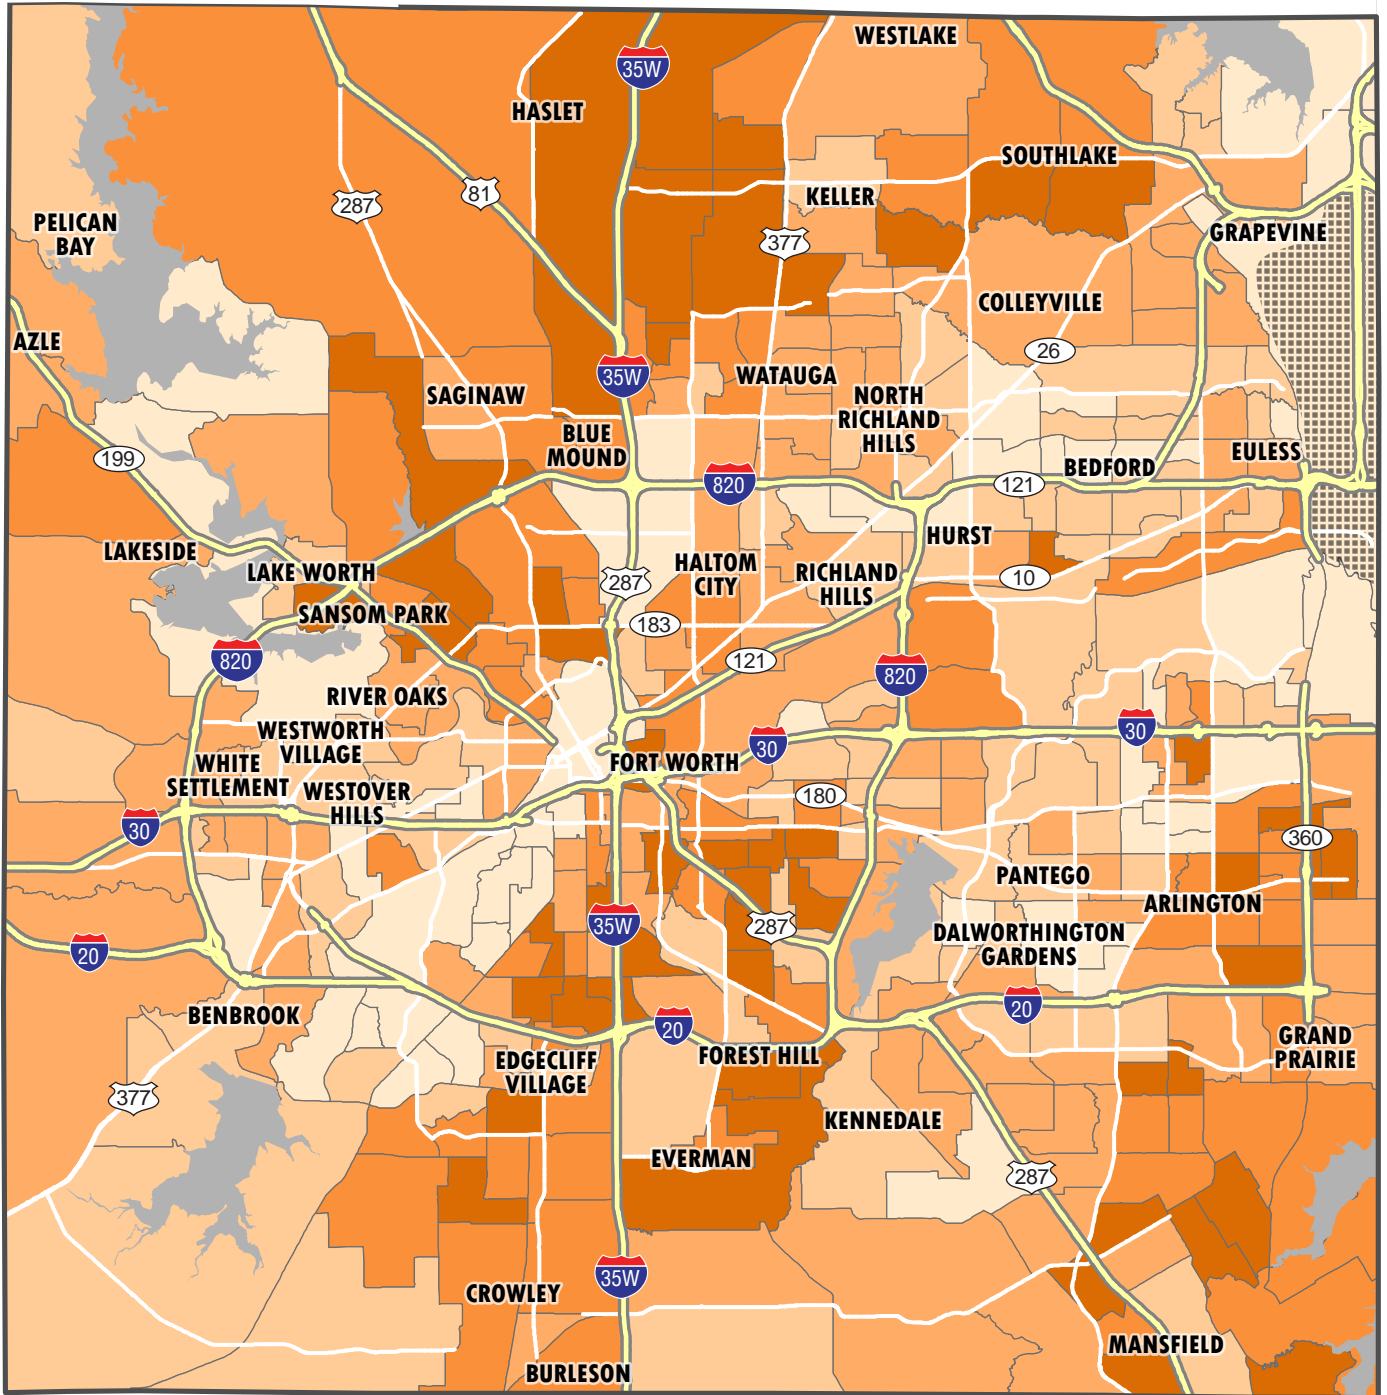 WESTLAKE
35W
HASLET
SOUTHLAKE
81
287
KELLER
PELICAN
BAY
377
GRAPEVINE
COLLEYVILLE
AZLE
26
35W
WATAUGA
SAGINAW
NORTH
RICHLAND
HILLS
BLUE
MOUND
199
820
121
BEDFORD
EULESS
HURST
LAKESIDE
LAKE WORTH
287
HALTOM
CITY
RICHLAND
HILLS
10
SANSOM PARK
183
820
121
820
RIVER OAKS
WESTWORTH
VILLAGE
30
30
WHITE
SETTLEMENT
FORT WORTH
WESTOVER
HILLS
180
30
360
PANTEGO
ARLINGTON
35W
287
DALWORTHINGTON
GARDENS
20
20
BENBROOK
20
EDGECLIFF
VILLAGE
FOREST HILL
GRAND
PRAIRIE
377
KENNEDALE
EVERMAN
287
35W
CROWLEY
MANSFIELD
BURLESON